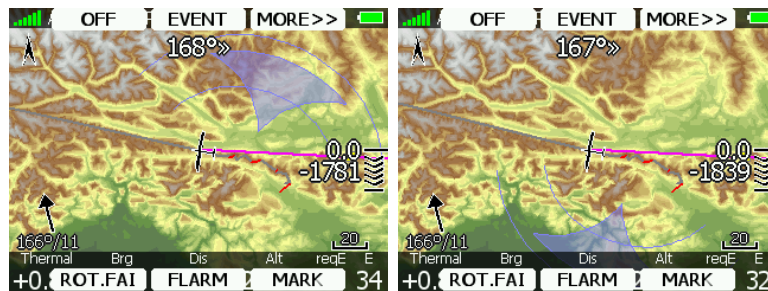 OFF EVENT MORE>>
168°»
0.0
-1781
166°/11
20
Thermal Brg Dis Alt reqE E
+0. ROT.FAI FLARM MARK 34
OFF EVENT MORE>>
167°»
0.0
-1839
166°/11
20
Thermal Brg Dis Alt reqE E
+0. ROT.FAI FLARM MARK 32